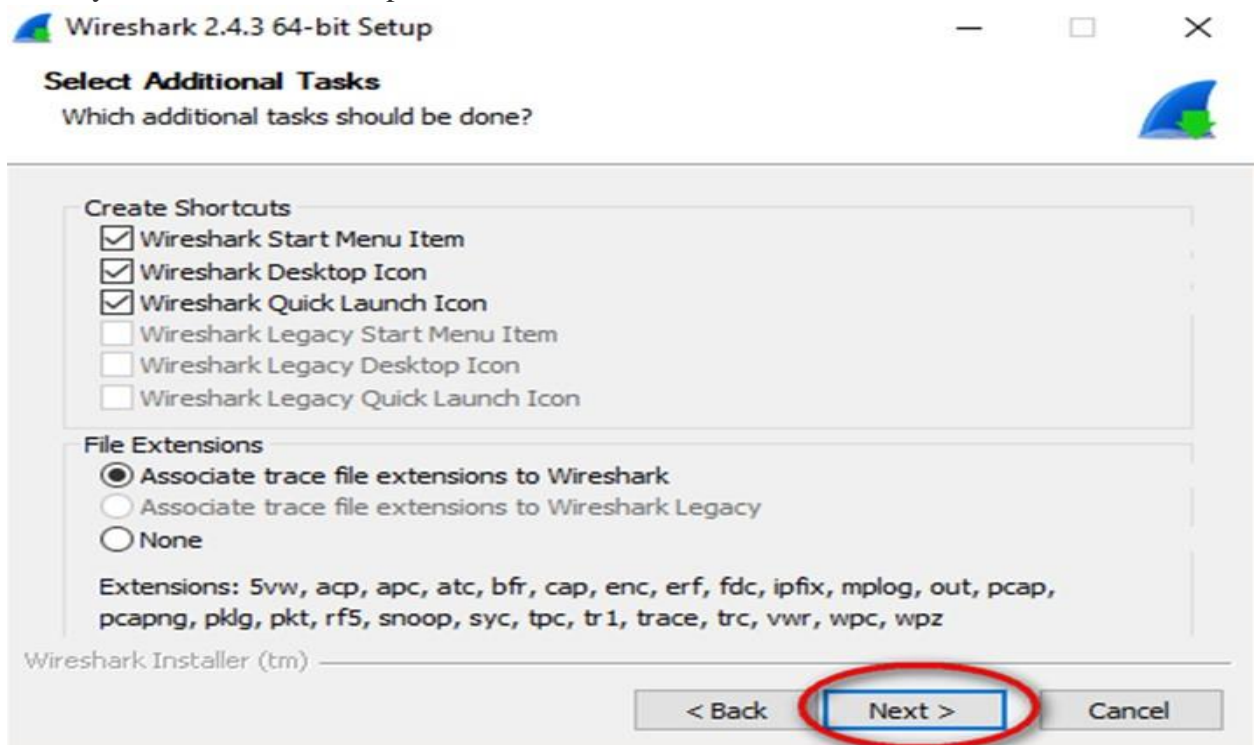 Wireshark 2.4.3 64-bit Setup
Select Additional Tasks
Which additional tasks should be done?
Create Shortcuts
Wireshark Start Menu Item
Wireshark Desktop Icon
Wireshark Quick Launch Icon
Wireshark Legacy Start Menu Item
Wireshark Legacy Desktop Icon
Wireshark Legacy Quick Launch Icon
File Extensions
Associate trace file extensions to Wireshark
Associate trace file extensions to Wireshark Legacy
None
Extensions: 5vw, acp, apc, atc, bfr, cap, enc, erf, fdc, ipfix, mplog, out, pcap,
pcapng, pklg, pkt, rf5, snoop, syc, tpc, tr1, trace, trc, vwr, wpc, wpz
Wireshark Installer (tm)
< Back Next > Cancel